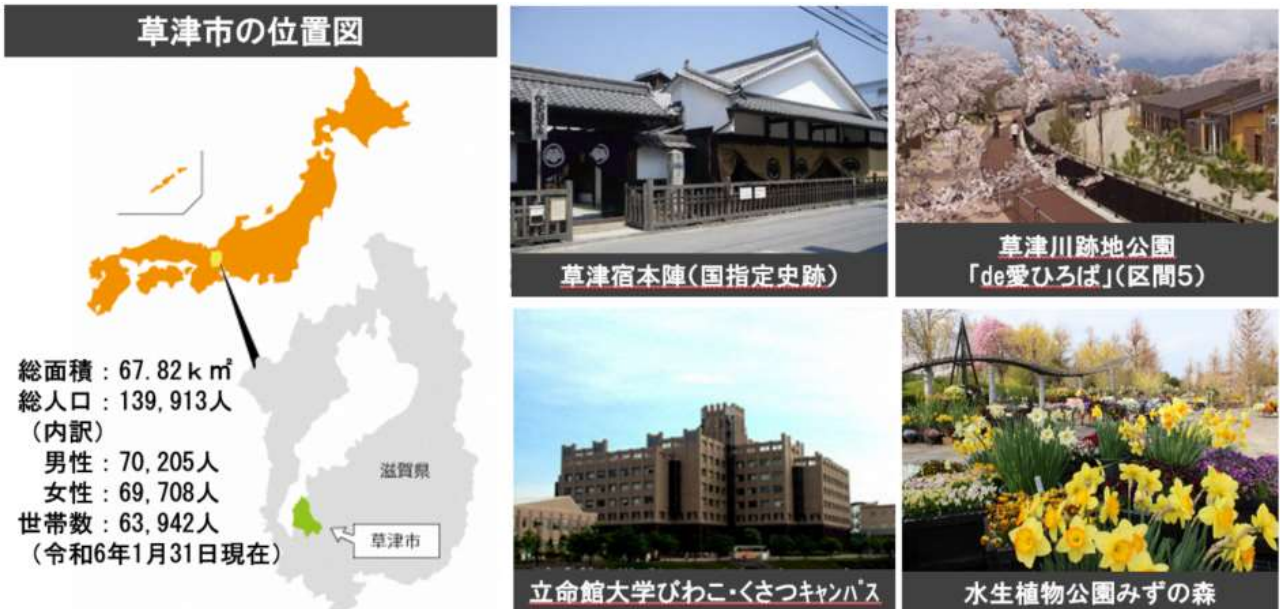 草津市の位置図
総面積：67.82ｋ㎡
総人口：139,913人
（内訳）
男性：70,205人
女性：69,708人
世帯数：63,942人
（令和6年1月31日現在）
滋賀県
草津市
草津宿本陣（国指定史跡）
草津川跡地公園
「de愛ひろば」（区間５）
立命館大学びわこ・くさつｷｬﾝﾊﾟｽ
水生植物公園みずの森